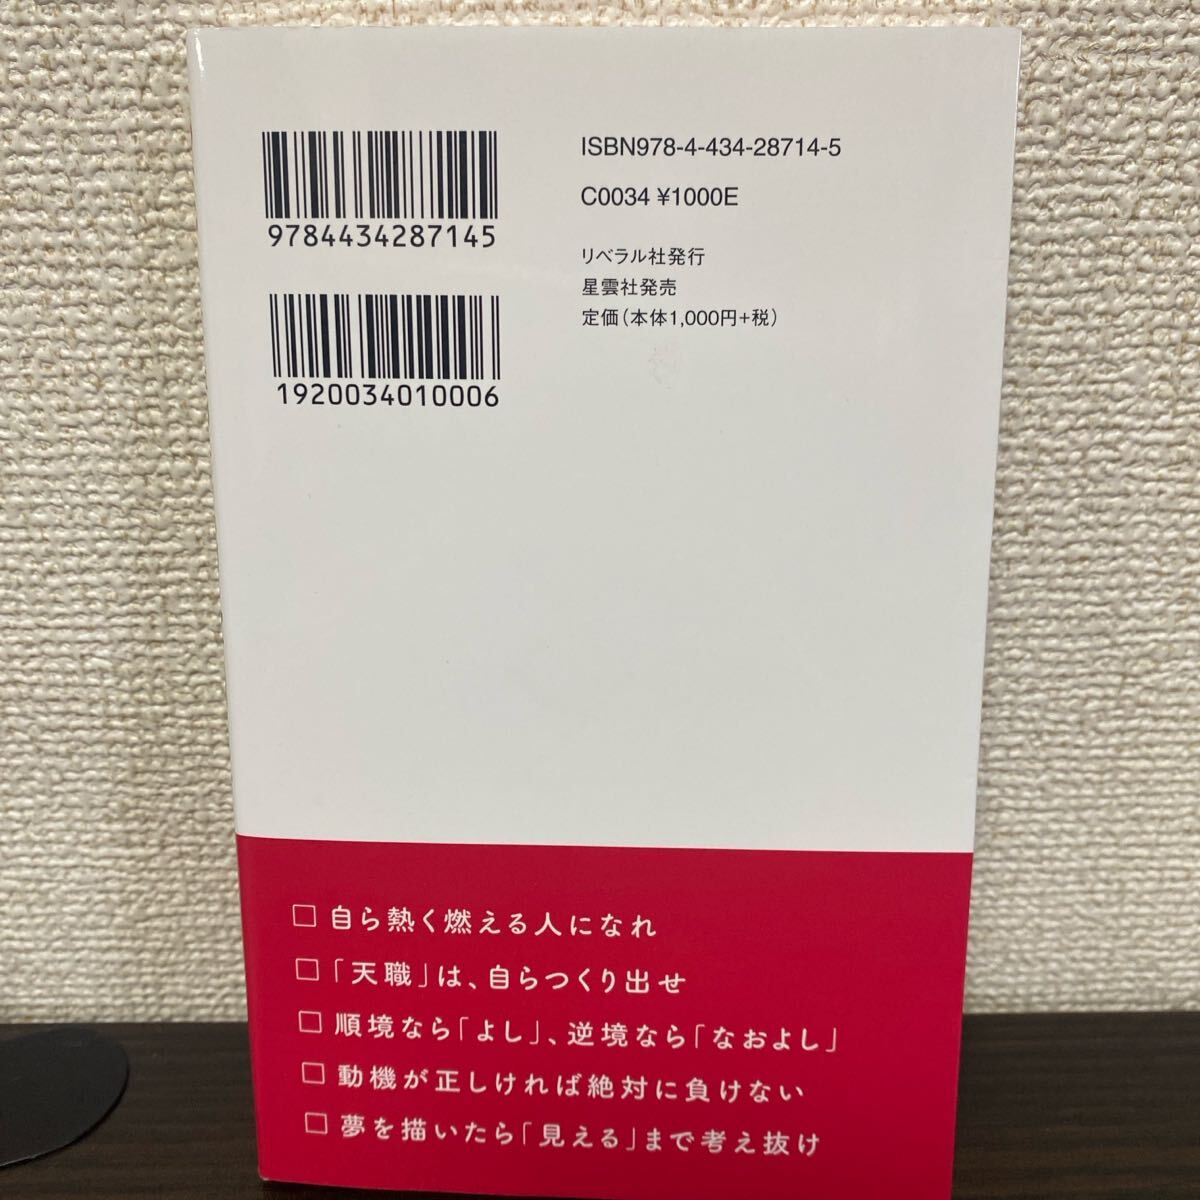 9784434287145
1920034010006
ISBN978-4-434-28714-5
C0034 ¥1000E
リベラル社発行
星雲社発売
定価（本体1,000円+税）
□ 自ら熱く燃える人になれ
□ 「天職」は、自らつくり出せ
□ 順境なら「よし」、逆境なら「なおよし」
□ 動機が正しければ絶対に負けない
□ 夢を描いたら「見える」まで考え抜け